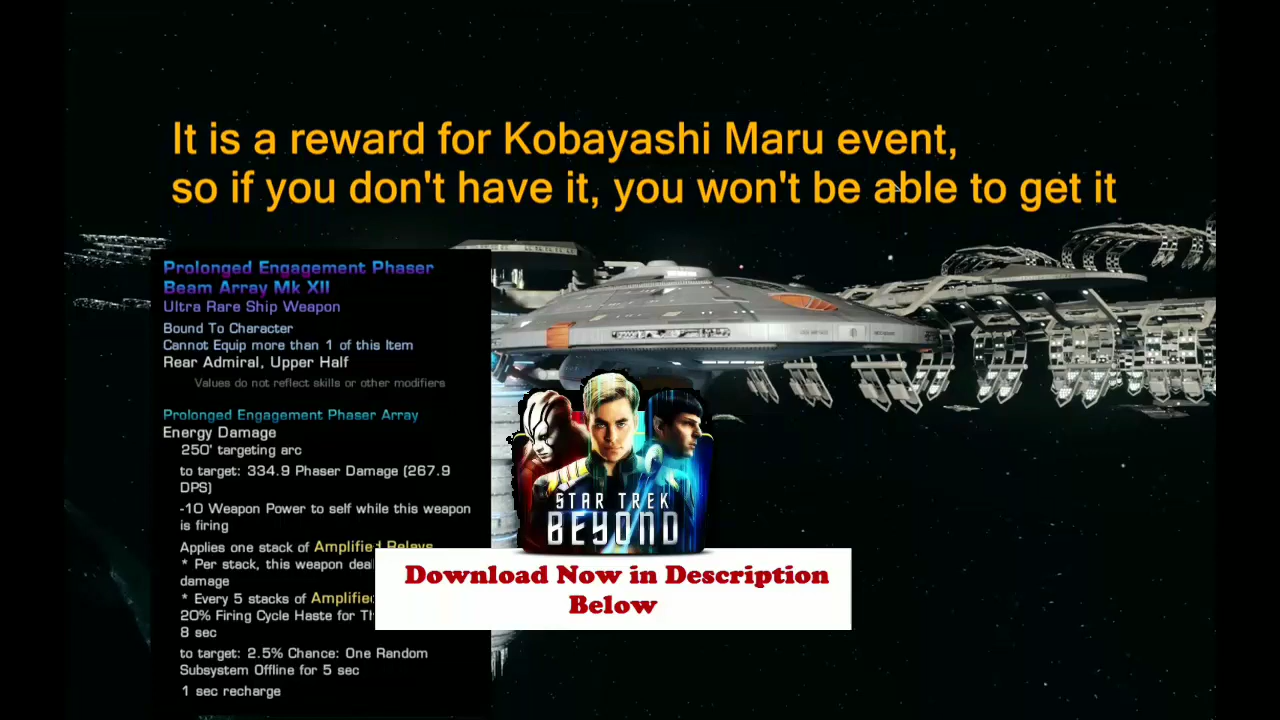 It is a reward for Kobayashi Maru event,
so if you don't have it, you won't be able to get it
Prolonged Engagement Phaser
Beam Array Mk XII
Ultra Rare Ship Weapon
Bound To Character
Cannot Equip more than 1 of this Item
Rear Admiral, Upper Half
Values do not reflect skills or other modifiers
Prolonged Engagement Phaser Array
Energy Damage
250' targeting arc
to target: 334.9 Phaser Damage (267.9
DPS)
-10 Weapon Power to self while this weapon
is firing
Applies one stack of Amplified Relays
* Per stack, this weapon deal
damage
* Every 5 stacks of Amplified
20% Firing Cycle Haste for Th
8 sec
to target: 2.5% Chance: One Random
Subsystem Offline for 5 sec
1 sec recharge
STAR TREK
BEYOND
Download Now in Description
Below